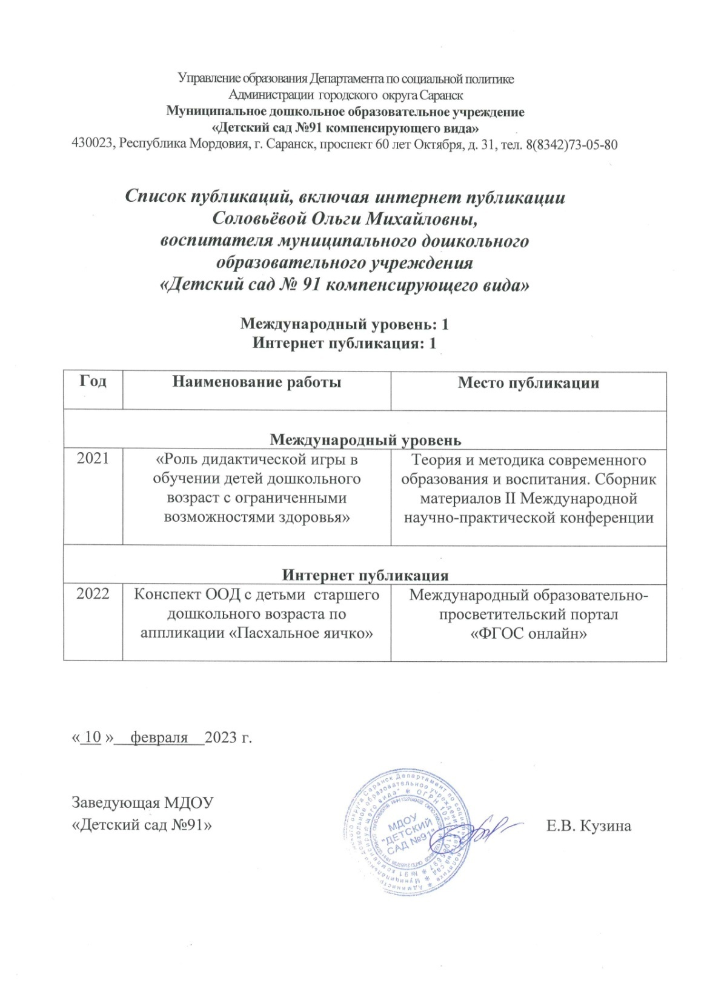 Управление образования Департамента по социальной политике
Администрации городского округа Саранск
Муниципальное дошкольное образовательное учреждение
«Детский сад №91 компенсирующего вида»
430023, Республика Мордовия, г. Саранск, проспект 60 лет Октября, д. 31, тел. 8(8342)73-05-80
Список публикаций, включая интернет публикации
Соловьёвой Ольги Михайловны,
воспитателя муниципального дошкольного
образовательного учреждения
«Детский сад № 91 компенсирующего вида»
Международный уровень: 1
Интернет публикация: 1
Год Наименование работы Место публикации
Международный уровень
2021
«Роль дидактической игры в
обучении детей дошкольного
возраст с ограниченными
возможностями здоровья»
Теория и методика современного
образования и воспитания. Сборник
материалов II Международной
научно-практической конференции
Интернет публикация
2022
Конспект ООД с детьми старшего
дошкольного возраста по
аппликации «Пасхальное яичко»
Международный образовательно-
просветительский портал
«ФГОС онлайн»
« 10 »__февраля__2023 г.
Заведующая МДОУ
«Детский сад №91»
МДОУ
"ДЕТСКИЙ
САД №91"
Е.В. Кузина